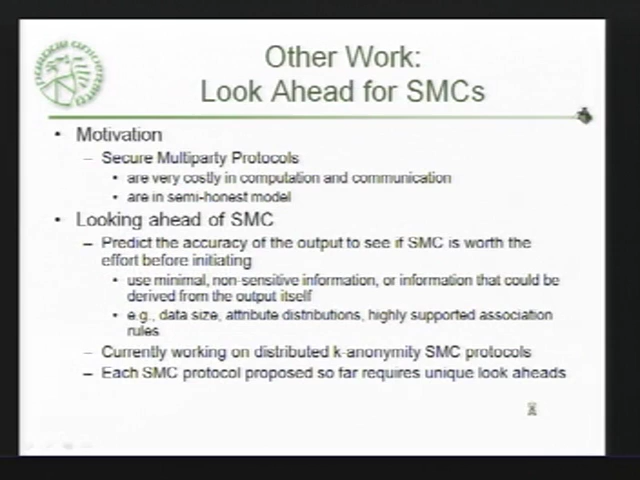 Other Work:
Look Ahead for SMCs
• Motivation
– Secure Multiparty Protocols
• are very costly in computation and communication
• are in semi-honest model
• Looking ahead of SMC
– Predict the accuracy of the output to see if SMC is worth the
effort before initiating
• use minimal, non-sensitive information, or information that could be
derived from the output itself
• e.g., data size, attribute distributions, highly supported association
rules
– Currently working on distributed k-anonymity SMC protocols
– Each SMC protocol proposed so far requires unique look aheads